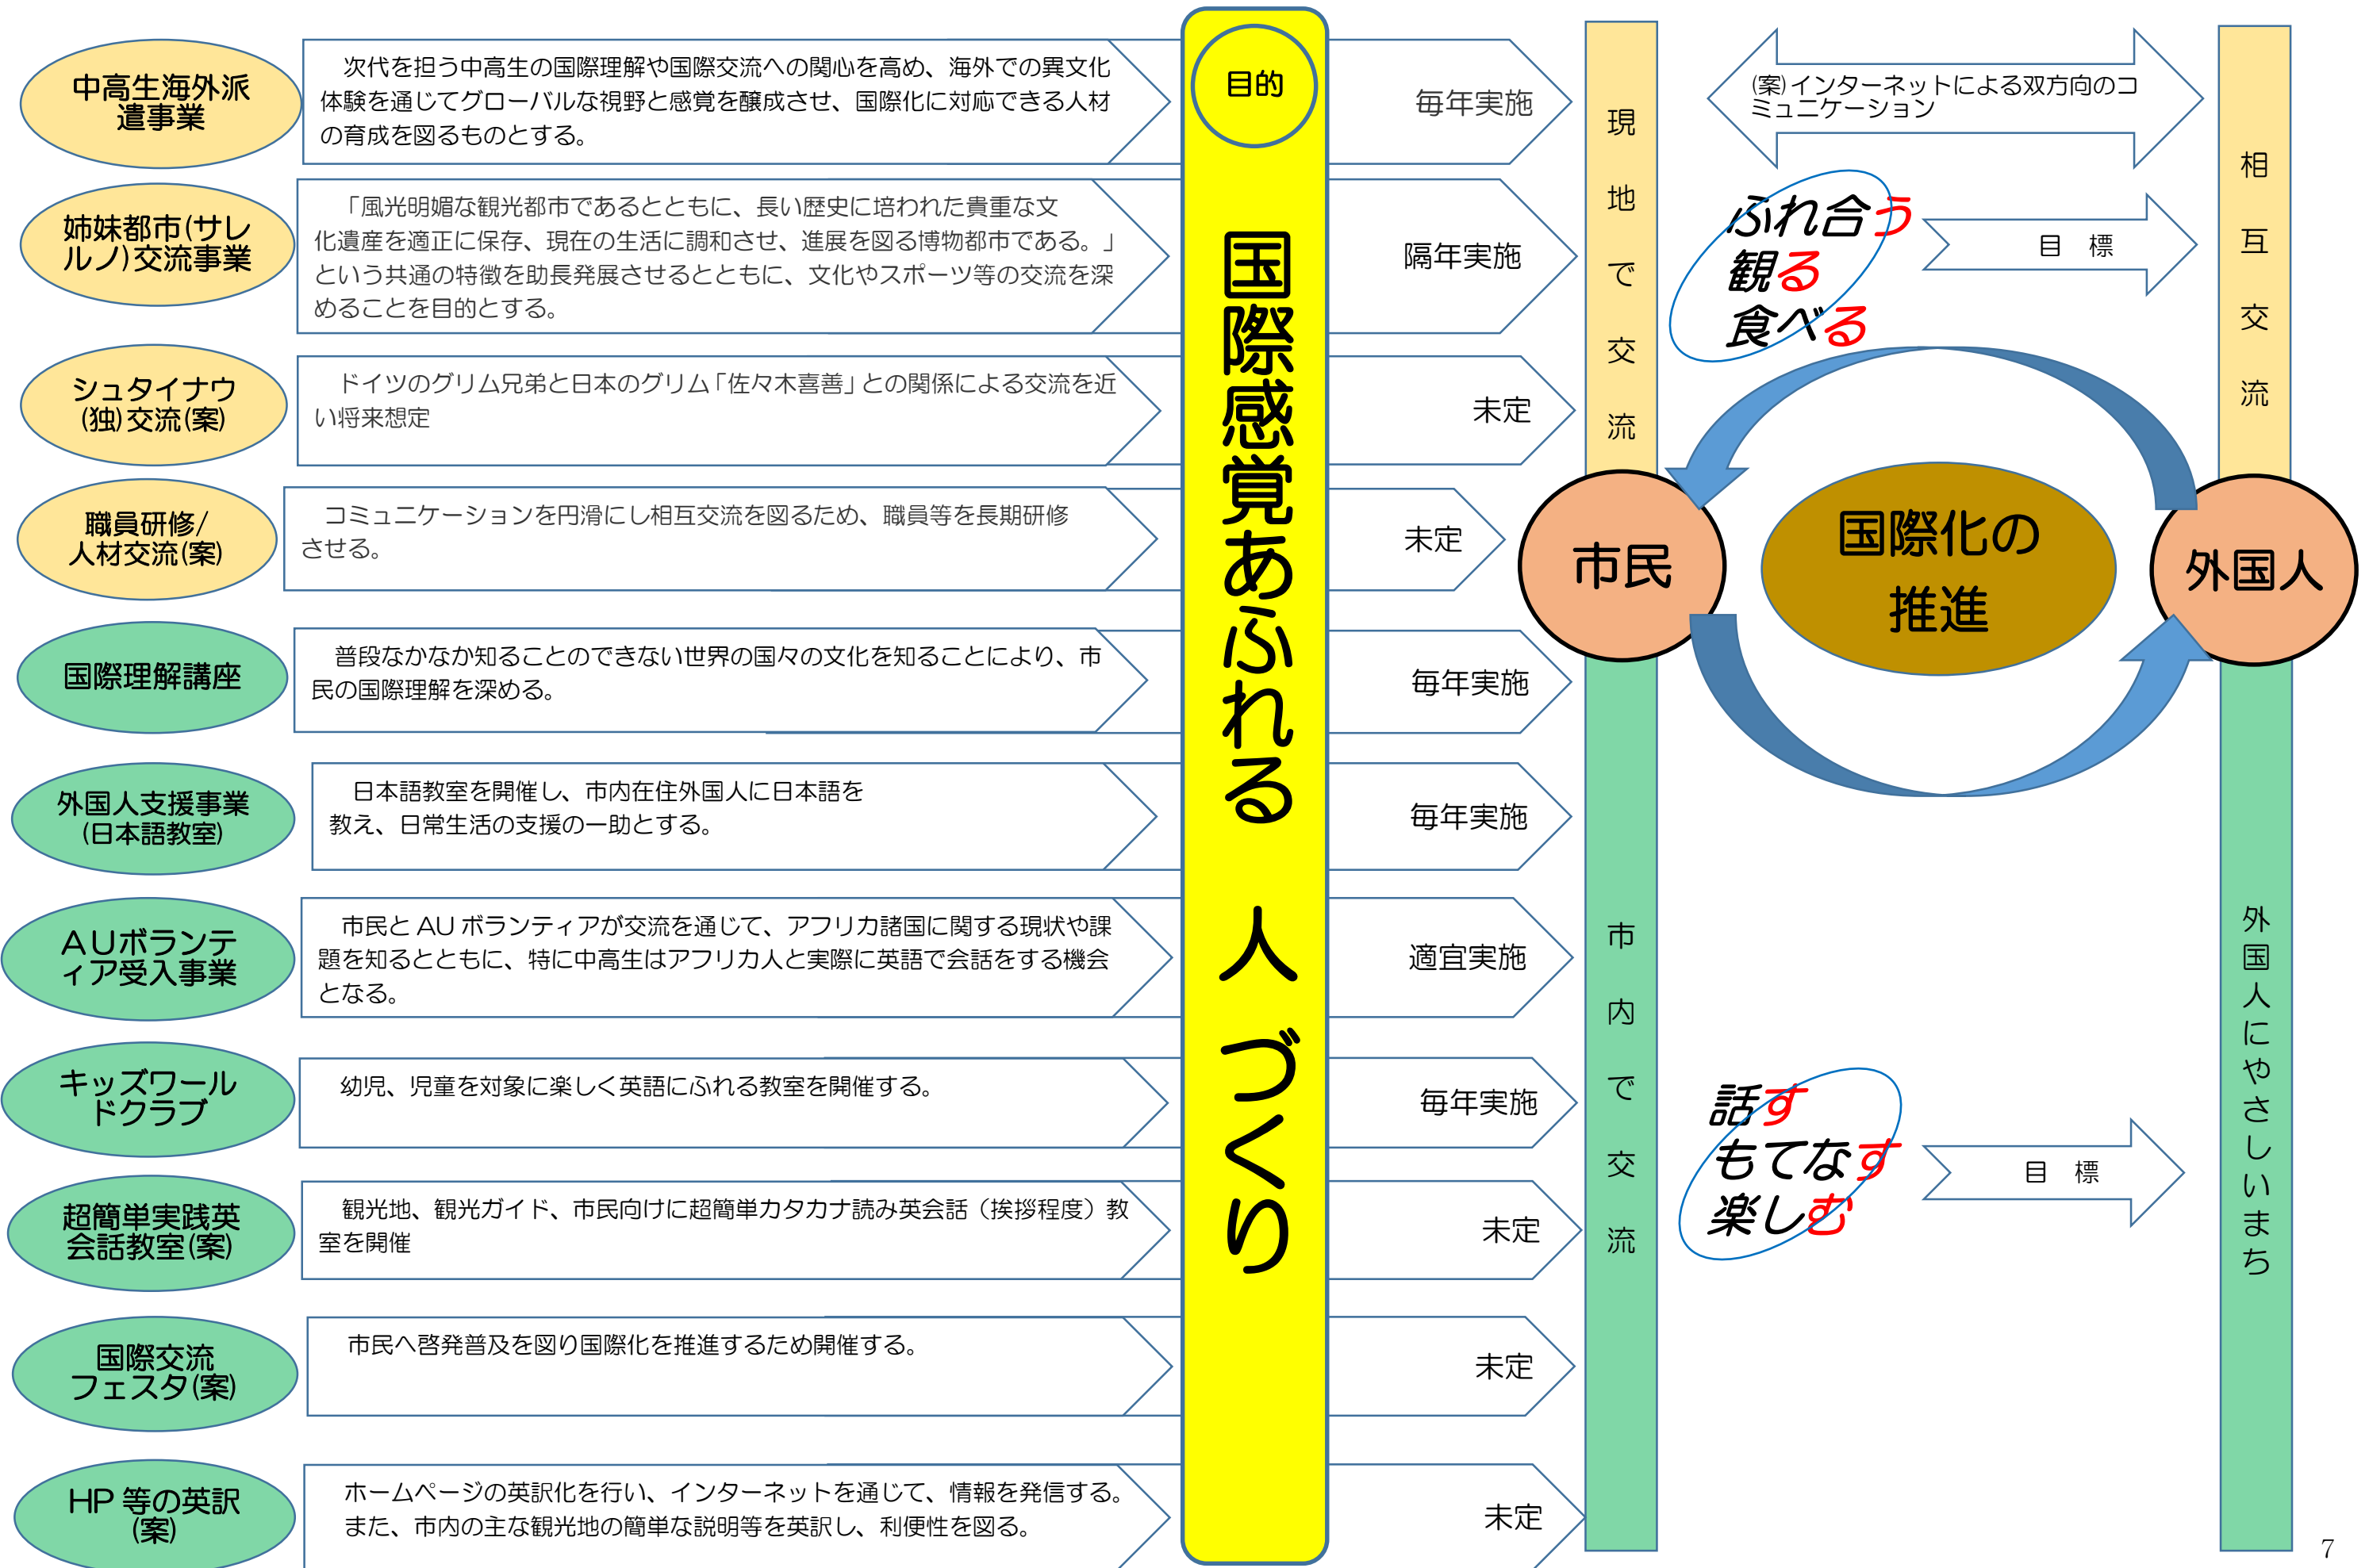 中高生海外派
遣事業
次代を担う中高生の国際理解や国際交流への関心を高め、海外での異文化
体験を通じてグローバルな視野と感覚を醸成させ、国際化に対応できる人材
の育成を図るものとする。
毎年実施
姉妹都市(サレ
ルノ)交流事業
「風光明媚な観光都市であるとともに、長い歴史に培われた貴重な文
化遺産を適正に保存、現在の生活に調和させ、進展を図る博物都市である。」
という共通の特徴を助長発展させるとともに、文化やスポーツ等の交流を深
めることを目的とする。
隔年実施
シュタイナウ
(独)交流(案)
ドイツのグリム兄弟と日本のグリム「佐々木喜善」との関係による交流を近
い将来想定
未定
職員研修/
人材交流(案)
コミュニケーションを円滑にし相互交流を図るため、職員等を長期研修
させる。
未定
国際理解講座
普段なかなか知ることのできない世界の国々の文化を知ることにより、市
民の国際理解を深める。
毎年実施
外国人支援事業
(日本語教室)
日本語教室を開催し、市内在住外国人に日本語を
教え、日常生活の支援の一助とする。
毎年実施
AUボランテ
ィア受入事業
市民と AU ボランティアが交流を通じて、アフリカ諸国に関する現状や課
題を知るとともに、特に中高生はアフリカ人と実際に英語で会話をする機会
となる。
適宜実施
キッズワール
ドクラブ
幼児、児童を対象に楽しく英語にふれる教室を開催する。
毎年実施
超簡単実践英
会話教室(案)
観光地、観光ガイド、市民向けに超簡単カタカナ読み英会話（挨拶程度）教
室を開催
未定
国際交流
フェスタ(案)
市民へ啓発普及を図り国際化を推進するため開催する。
未定
HP 等の英訳
(案)
ホームページの英訳化を行い、インターネットを通じて、情報を発信する。
また、市内の主な観光地の簡単な説明等を英訳し、利便性を図る。
未定
目的
国際感覚あふれる 人 づくり
現地で交流
(案)インターネットによる双方向のコ
ミュニケーション
相互交流
ふれ合う
観る
食べる
目 標
市民
国際化の
推進
外国人
市内で交流
話す
もてなす
楽しむ
目 標
外国人にやさしいまち
7